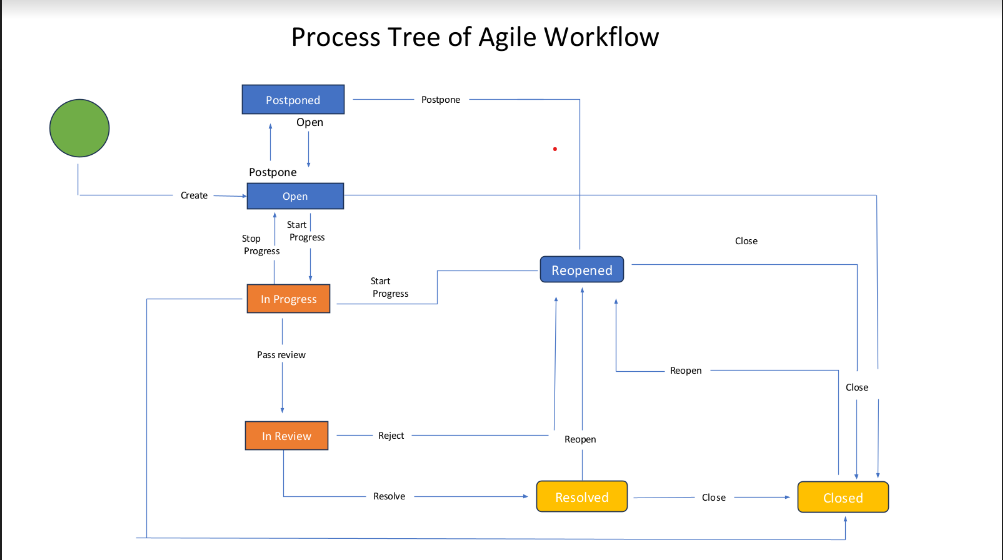 Process Tree of Agile Workflow
Postponed
Postpone
Open
Postpone
Create
Open
Start
Progress
Stop
Progress
Close
Reopened
Start
Progress
In Progress
Pass review
Reopen
Close
In Review
Reject
Reopen
Resolve
Resolved
Close
Closed